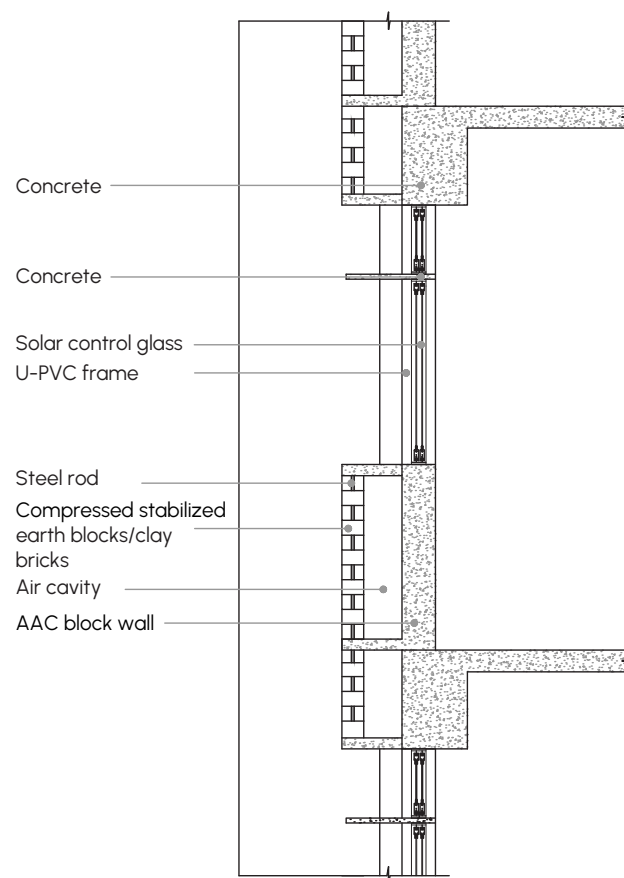 Concrete
Concrete
Solar control glass
U-PVC frame
Steel rod
Compressed stabilized
earth blocks/clay
bricks
Air cavity
AAC block wall